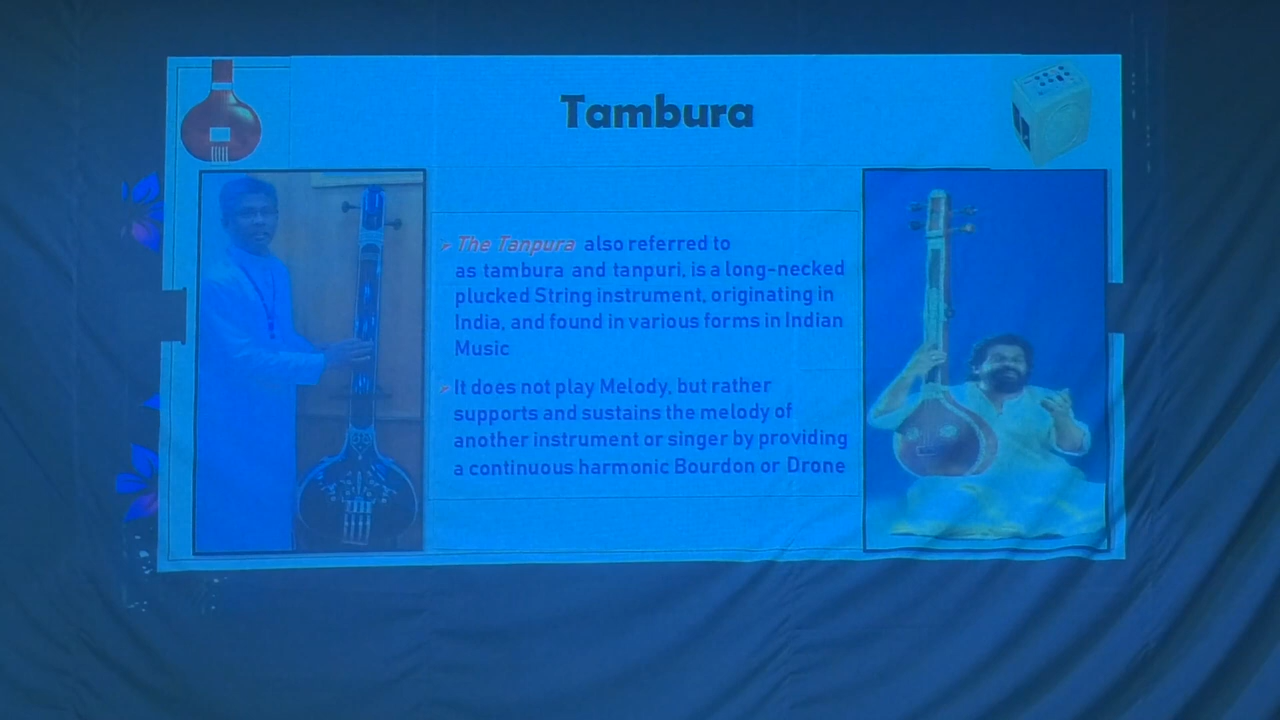 Tambura
➢ The Tanpura also referred to
as tambura and tanpuri, is a long-necked
plucked String instrument, originating in
India, and found in various forms in Indian
Music
➢ It does not play Melody, but rather
supports and sustains the melody of
another instrument or singer by providing
a continuous harmonic Bourdon or Drone